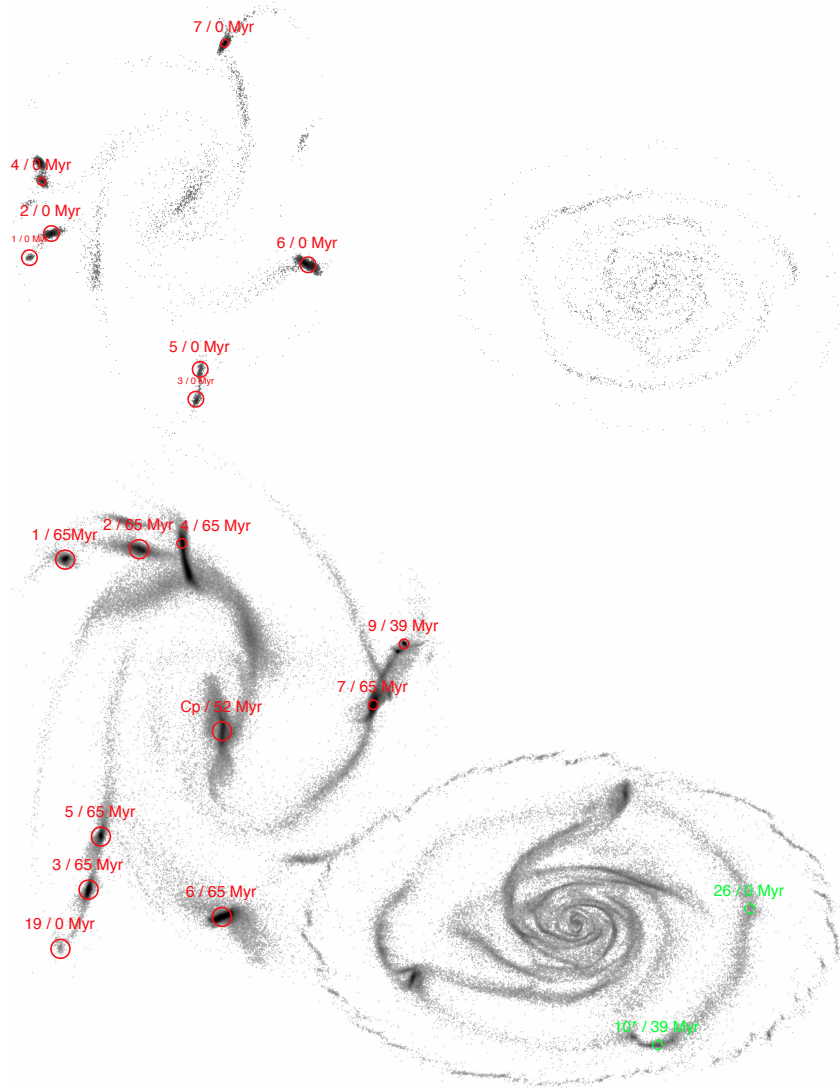 7 / 0 Myr
4 / 0 Myr
2 / 0 Myr
1 / 0 Myr
6 / 0 Myr
5 / 0 Myr
3 / 0 Myr
2 / 65 Myr
4 / 65 Myr
1 / 65Myr
9 / 39 Myr
7 / 65 Myr
Cp / 52 Myr
5 / 65 Myr
3 / 65 Myr
6 / 65 Myr
26 / 0 Myr
19 / 0 Myr
10* / 39 Myr